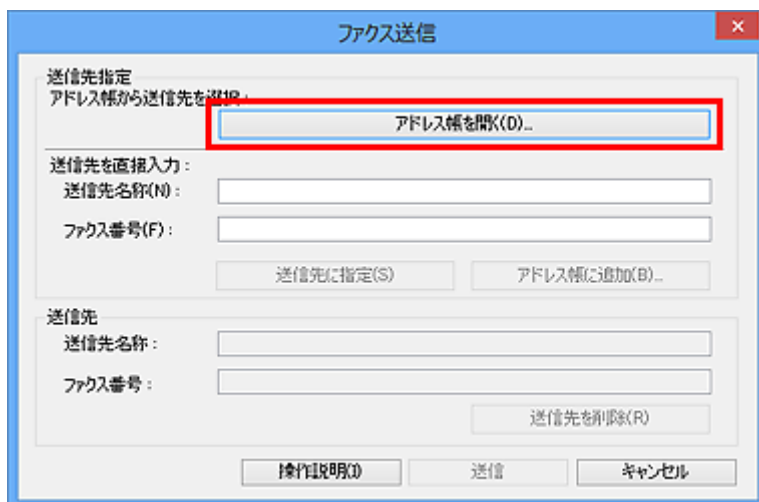 ファクス送信
送信先指定
アドレス帳から送信先を選択：
アドレス帳を開く(D)...
送信先を直接入力：
送信先名称(N)：
ファクス番号(F)：
送信先に指定(S) アドレス帳に追加(B)...
送信先
送信先名称：
ファクス番号：
送信先を削除(R)
操作説明(I) 送信 キャンセル